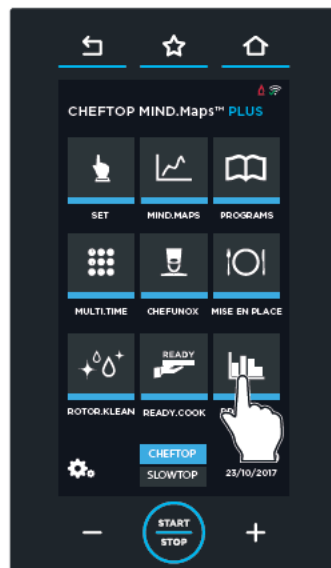 CHEFTOP MIND.Maps™ PLUS
SET MIND.MAPS PROGRAMS
MULTI.TIME CHEFUNOX MISE EN PLACE
READY
ROTOR.KLEAN READY.COOK
CHEFTOP
SLOWTOP 23/10/2017
START
STOP